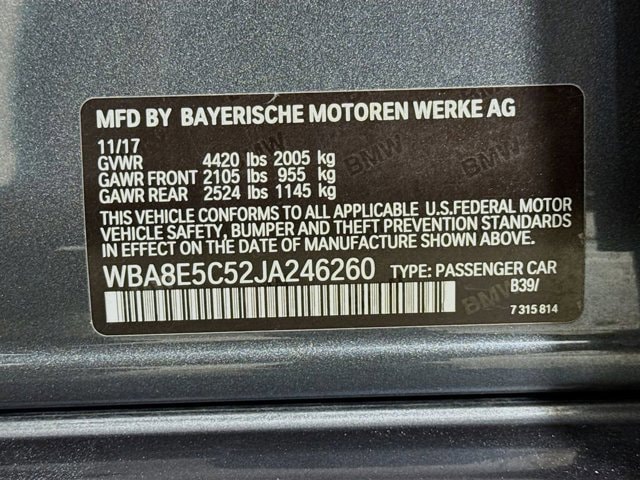 MFD BY BAYERISCHE MOTOREN WERKE AG
11/17
GVWR 4420 lbs 2005 kg
GAWR FRONT 2105 lbs 955 kg
GAWR REAR 2524 lbs 1145 kg
THIS VEHICLE CONFORMS TO ALL APPLICABLE U.S.FEDERAL MOTOR
VEHICLE SAFETY, BUMPER AND THEFT PREVENTION STANDARDS
IN EFFECT ON THE DATE OF MANUFACTURE SHOWN ABOVE.
WBA8E5C52JA246260 TYPE: PASSENGER CAR
B39/
7 315 814
BMW
BMW
BMW